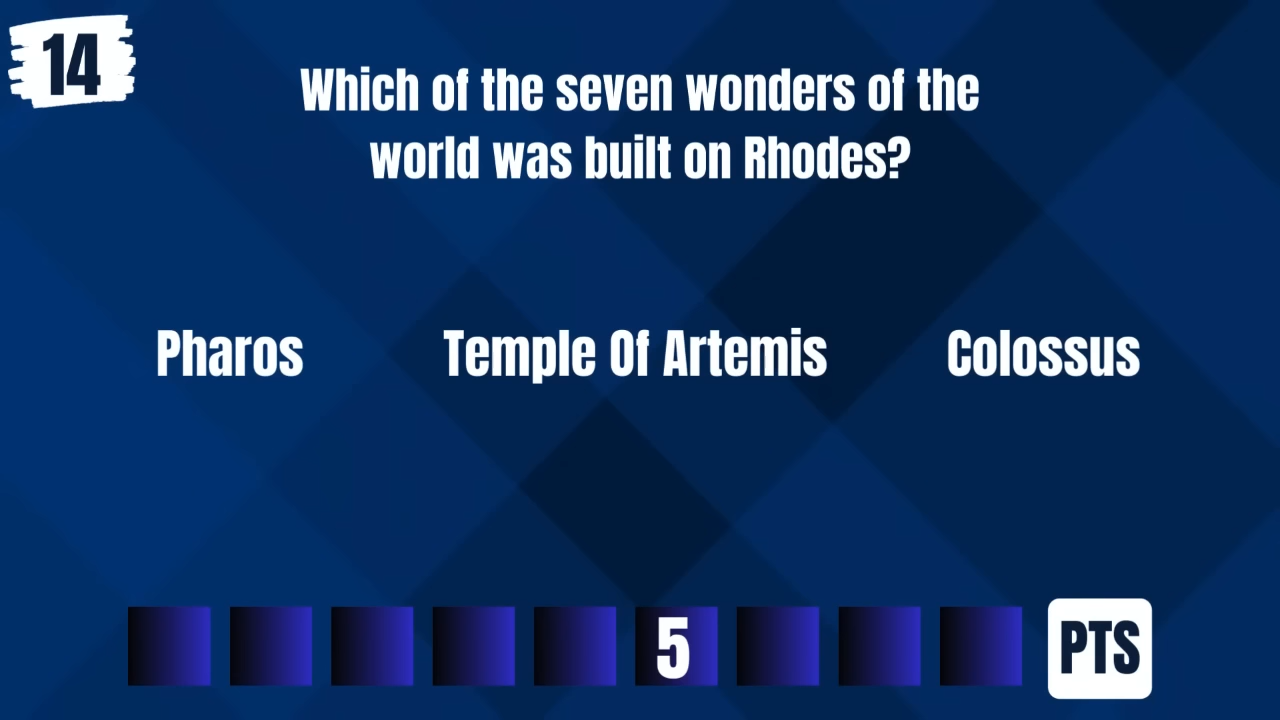 14
Which of the seven wonders of the
world was built on Rhodes?
Pharos
Temple Of Artemis
Colossus
5
PTS